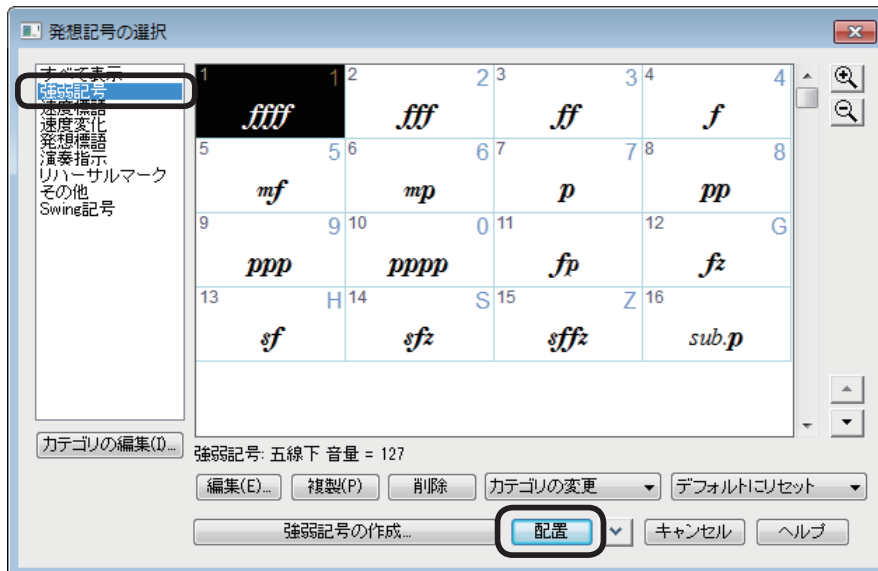 発想記号の選択
すべて表示
強弱記号
速度標語
速度変化
発想標語
演奏指示
リハーサルマーク
その他
Swing記号
カテゴリの編集(I)...
1 1 2 2 3 3 4 4
ffff fff ff f
5 5 6 6 7 7 8 8
mf mp p pp
9 9 10 0 11 12 G
ppp pppp fp fz
13 H 14 S 15 Z 16
sf sfz sffz sub.p
強弱記号: 五線下 音量 = 127
編集(E)... 複製(P) 削除 カテゴリの変更 デフォルトにリセット
強弱記号の作成... 配置 キャンセル ヘルプ